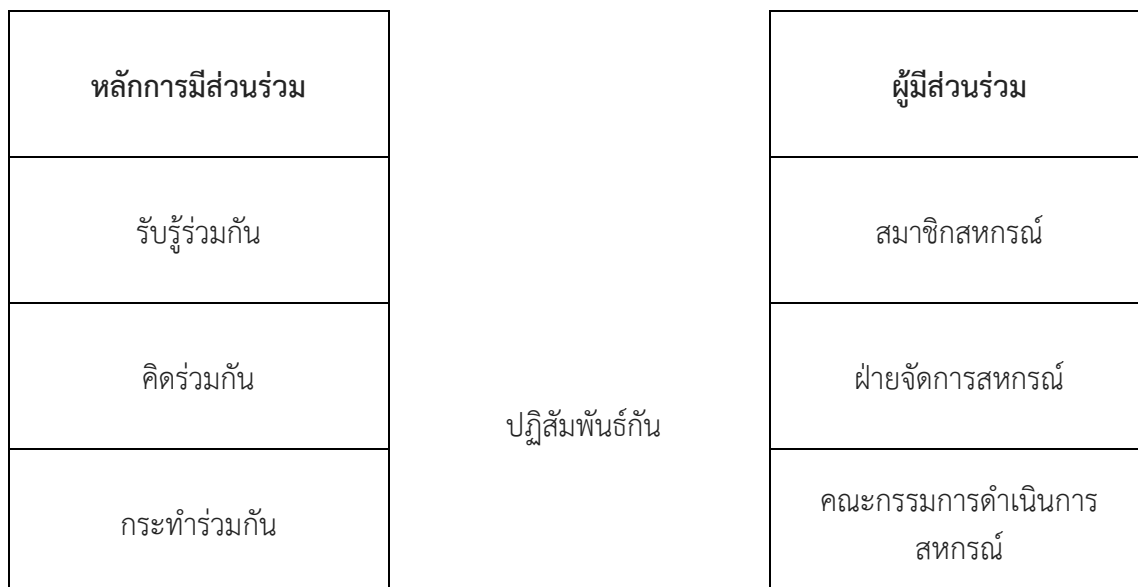 หลักการมีส่วนร่วม
ผู้มีส่วนร่วม
รับรู้ร่วมกัน
สมาชิกสหกรณ์
คิดร่วมกัน
ฝ่ายจัดการสหกรณ์
ปฏิสัมพันธ์กัน
กระทำร่วมกัน
คณะกรรมการดำเนินการ
สหกรณ์